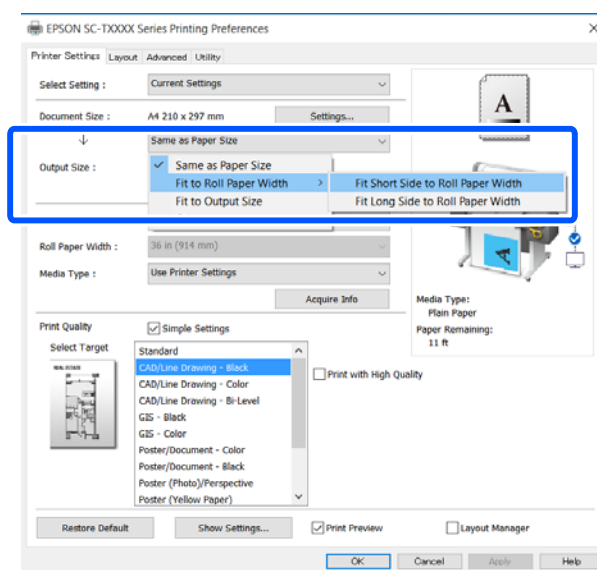 EPSON SC-TXXXX Series Printing Preferences
Printer Settings Layout Advanced Utility
Select Setting : Current Settings
Document Size : A4 210 x 297 mm Settings...
Same as Paper Size
Output Size :
Same as Paper Size
Fit to Roll Paper Width
Fit Short Side to Roll Paper Width
Fit to Output Size
Fit Long Side to Roll Paper Width
A
Roll Paper Width : 36 in (914 mm)
Media Type : Use Printer Settings
Acquire Info
Media Type:
Plain Paper
Paper Remaining:
11 ft
Print Quality
Simple Settings
Select Target
Standard
CAD/Line Drawing - Black
CAD/Line Drawing - Color
CAD/Line Drawing - Bi-Level
GIS - Black
GIS - Color
Poster/Document - Color
Poster/Document - Black
Poster (Photo)/Perspective
Poster (Yellow Paper)
Print with High Quality
Restore Default
Show Settings...
Print Preview
Layout Manager
OK Cancel Apply Help